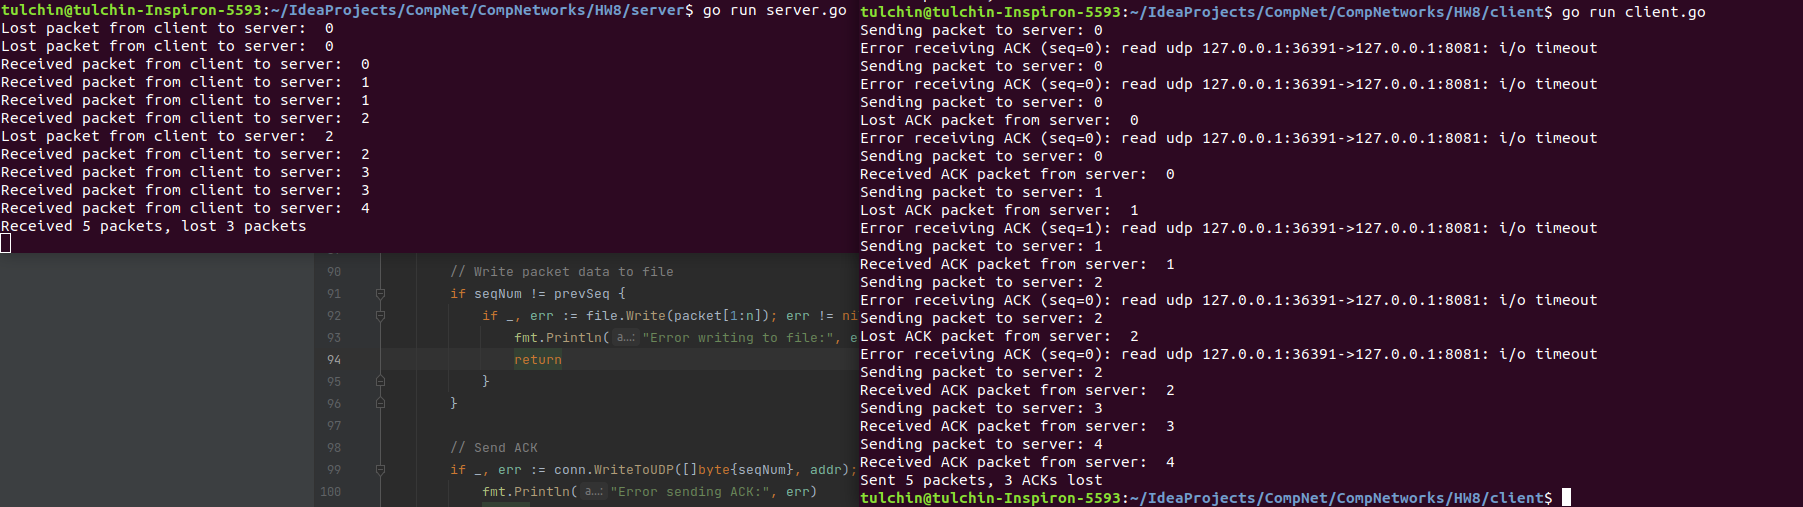 tulchin@tulchin-Inspiron-5593:~/IdeaProjects/CompNet/CompNetworks/HW8/server$ go run server.go
Lost packet from client to server:  0
Lost packet from client to server:  0
Received packet from client to server:  0
Received packet from client to server:  1
Received packet from client to server:  1
Received packet from client to server:  2
Lost packet from client to server:  2
Received packet from client to server:  2
Received packet from client to server:  3
Received packet from client to server:  3
Received packet from client to server:  4
Received 5 packets, lost 3 packets
90 // Write packet data to file
91 if seqNum != prevSeq {
92 if _, err := file.Write(packet[1:n]); err != ni
93 fmt.Println( a...: "Error writing to file:", e
94 return
95 }
96 }
97
98 // Send ACK
99 if _, err := conn.WriteToUDP([]byte{seqNum}, addr);
100 fmt.Println( a...: "Error sending ACK:", err)
tulchin@tulchin-Inspiron-5593:~/IdeaProjects/CompNet/CompNetworks/HW8/client$ go run client.go
Sending packet to server: 0
Error receiving ACK (seq=0): read udp 127.0.0.1:36391->127.0.0.1:8081: i/o timeout
Sending packet to server: 0
Error receiving ACK (seq=0): read udp 127.0.0.1:36391->127.0.0.1:8081: i/o timeout
Sending packet to server: 0
Lost ACK packet from server:  0
Error receiving ACK (seq=0): read udp 127.0.0.1:36391->127.0.0.1:8081: i/o timeout
Sending packet to server: 0
Received ACK packet from server:  0
Sending packet to server: 1
Lost ACK packet from server:  1
Error receiving ACK (seq=1): read udp 127.0.0.1:36391->127.0.0.1:8081: i/o timeout
Sending packet to server: 1
Received ACK packet from server:  1
Sending packet to server: 2
Error receiving ACK (seq=0): read udp 127.0.0.1:36391->127.0.0.1:8081: i/o timeout
Sending packet to server: 2
Lost ACK packet from server:  2
Error receiving ACK (seq=0): read udp 127.0.0.1:36391->127.0.0.1:8081: i/o timeout
Sending packet to server: 2
Received ACK packet from server:  2
Sending packet to server: 3
Received ACK packet from server:  3
Sending packet to server: 4
Received ACK packet from server:  4
Sent 5 packets, 3 ACKs lost
tulchin@tulchin-Inspiron-5593:~/IdeaProjects/CompNet/CompNetworks/HW8/client$